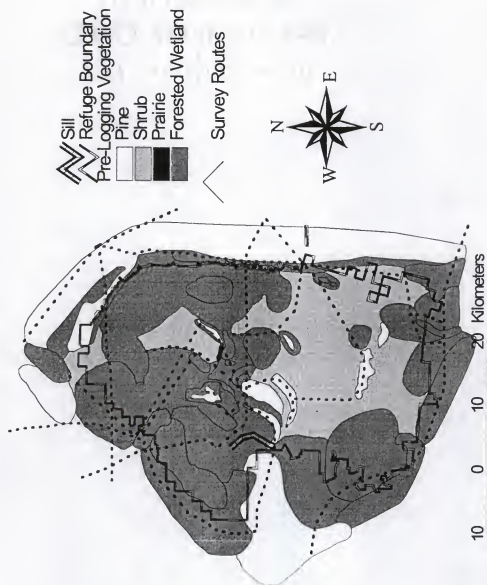 Sill
Refuge Boundary
Pre-Logging Vegetation
Pine
Shrub
Prairie
Forested Wetland
Survey Routes
N
W E
S
10 0 10 20 Kilometers